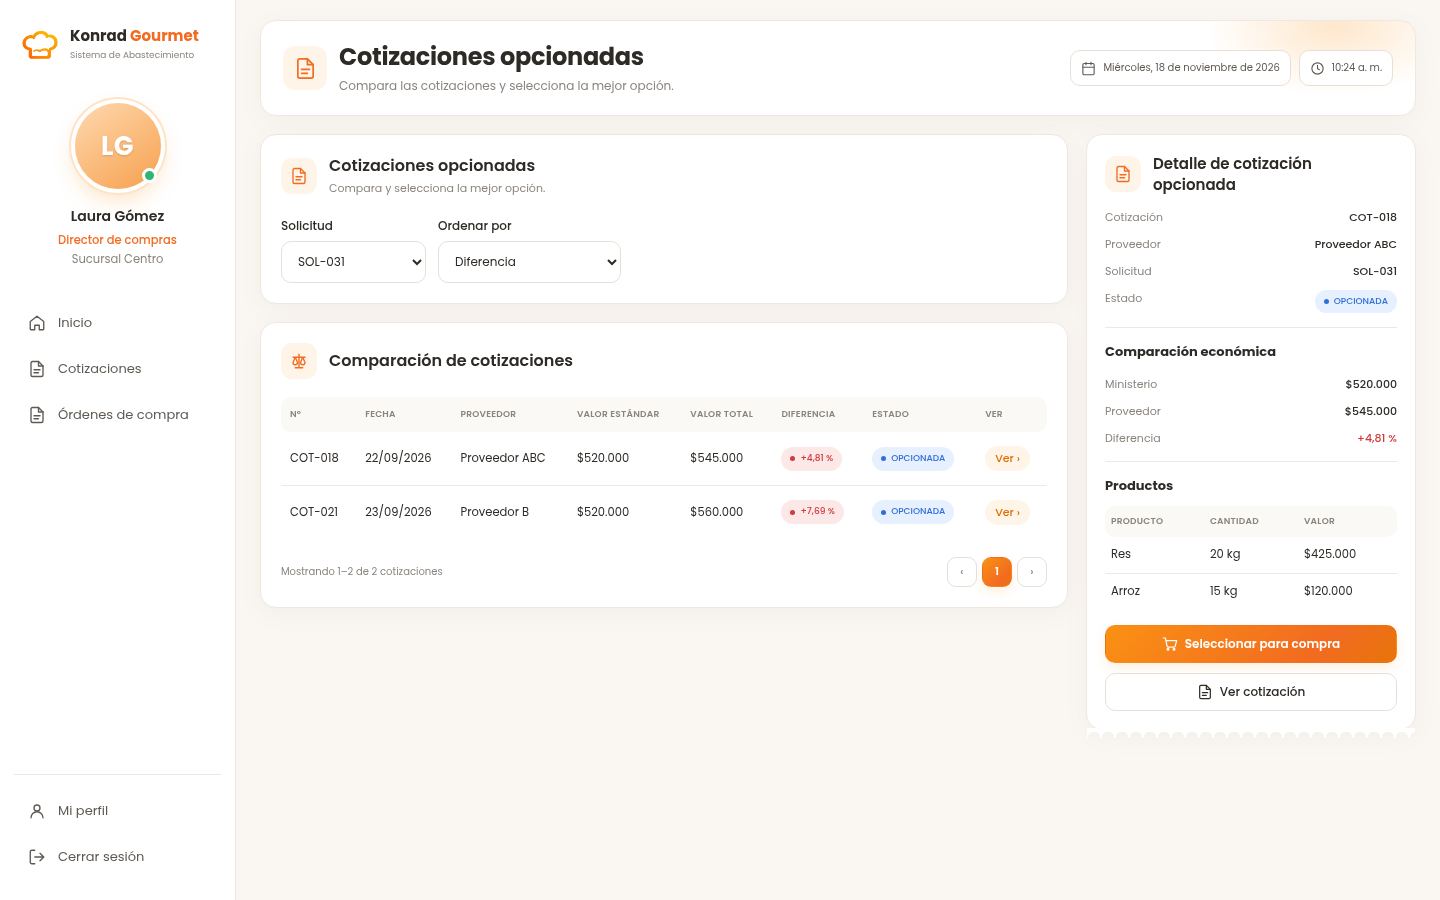 Konrad Gourmet
Sistema de Abastecimiento
LG
Laura Gómez
Director de compras
Sucursal Centro
Inicio
Cotizaciones
Órdenes de compra
Mi perfil
Cerrar sesión
Cotizaciones opcionadas
Compara las cotizaciones y selecciona la mejor opción.
Miércoles, 18 de noviembre de 2026
10:24 a. m.
Cotizaciones opcionadas
Compara y selecciona la mejor opción.
Solicitud Ordenar por
SOL-031 Diferencia
Comparación de cotizaciones
Nº FECHA PROVEEDOR VALOR ESTÁNDAR VALOR TOTAL DIFERENCIA ESTADO VER
COT-018 22/09/2026 Proveedor ABC $520.000 $545.000 +4,81 % OPCIONADA Ver ›
COT-021 23/09/2026 Proveedor B $520.000 $560.000 +7,69 % OPCIONADA Ver ›
Mostrando 1–2 de 2 cotizaciones
‹ 1 ›
Detalle de cotización
opcionada
Cotización COT-018
Proveedor Proveedor ABC
Solicitud SOL-031
Estado OPCIONADA
Comparación económica
Ministerio $520.000
Proveedor $545.000
Diferencia +4,81 %
Productos
PRODUCTO CANTIDAD VALOR
Res 20 kg $425.000
Arroz 15 kg $120.000
Seleccionar para compra
Ver cotización